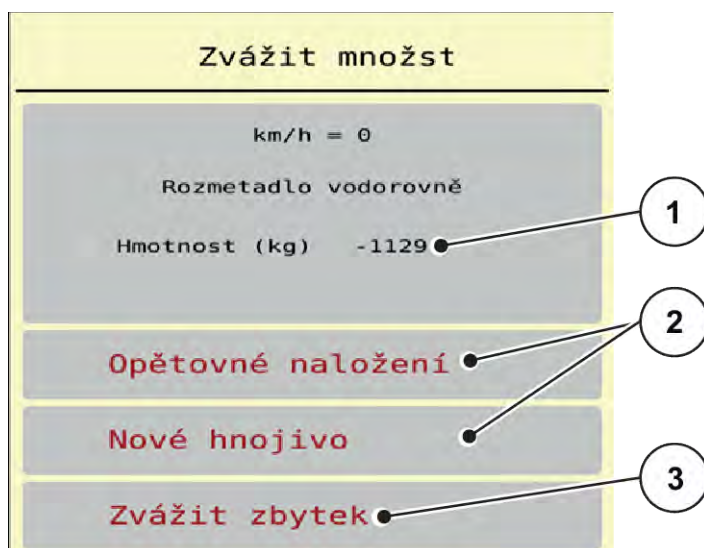 Zvážit množst
km/h = 0
Rozmetadlo vodorovně
Hmotnost (kg) -1129
1
2
Opětovné naložení
Nové hnojivo
Zvážit zbytek
3